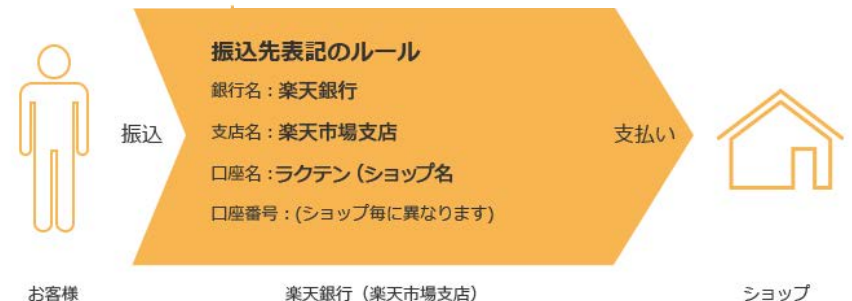 振込先表記のルール
銀行名：楽天銀行
支店名：楽天市場支店
口座名：ラクテン（ショップ名
口座番号：(ショップ毎に異なります)
振込
支払い
お客様
楽天銀行（楽天市場支店）
ショップ